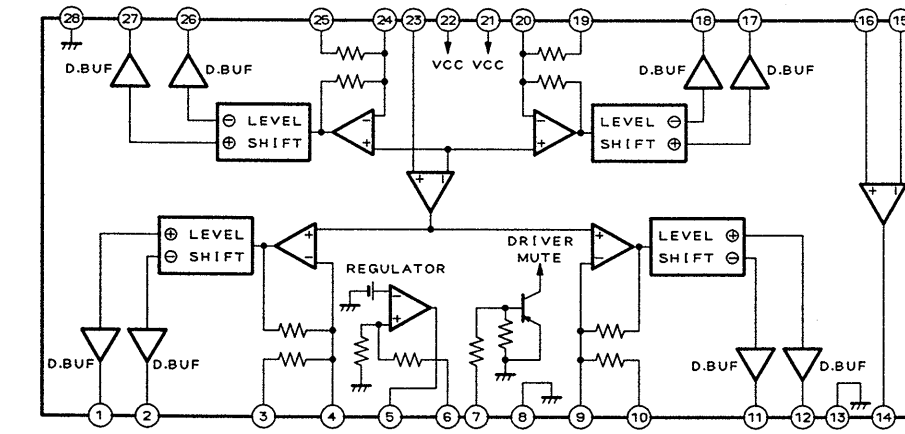 28 27 26 25 24 23 22 21 20 19 18 17 16 15
D.BUF D.BUF VCC VCC D.BUF D.BUF
⊖ LEVEL
⊕ SHIFT
− +
− +
LEVEL ⊖
SHIFT ⊕
+ −
+ −
⊕ LEVEL
⊖ SHIFT
+ −
+ −
LEVEL ⊕
SHIFT ⊖
DRIVER
MUTE
REGULATOR
− +
D.BUF D.BUF D.BUF D.BUF
1 2 3 4 5 6 7 8 9 10 11 12 13 14